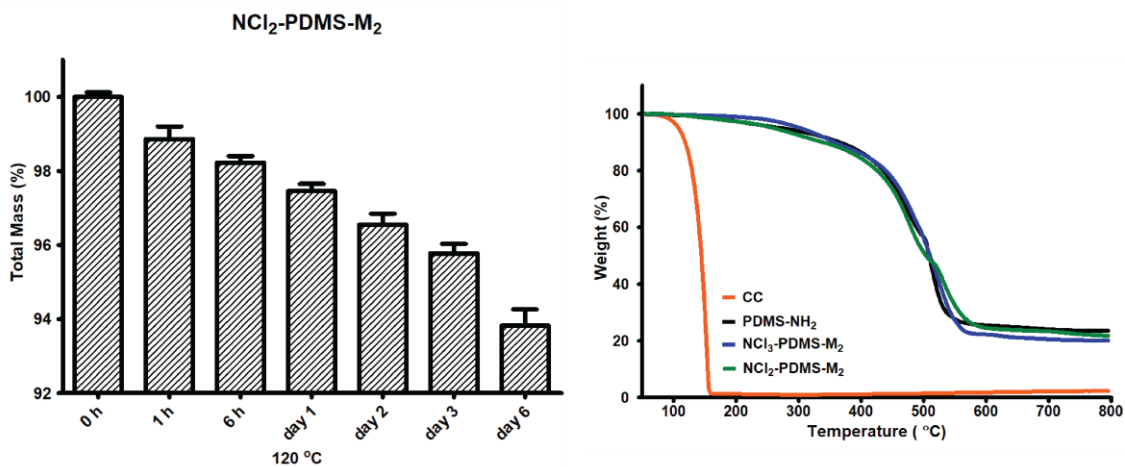 NCl₂-PDMS-M₂
Total Mass (%)
100
98
96
94
92
0 h
1 h
6 h
day 1
day 2
day 3
day 6
120 °C
Weight (%)
100
80
60
40
20
0
CC
PDMS-NH₂
NCl₃-PDMS-M₂
NCl₂-PDMS-M₂
100
200
300
400
500
600
700
800
Temperature ( °C)